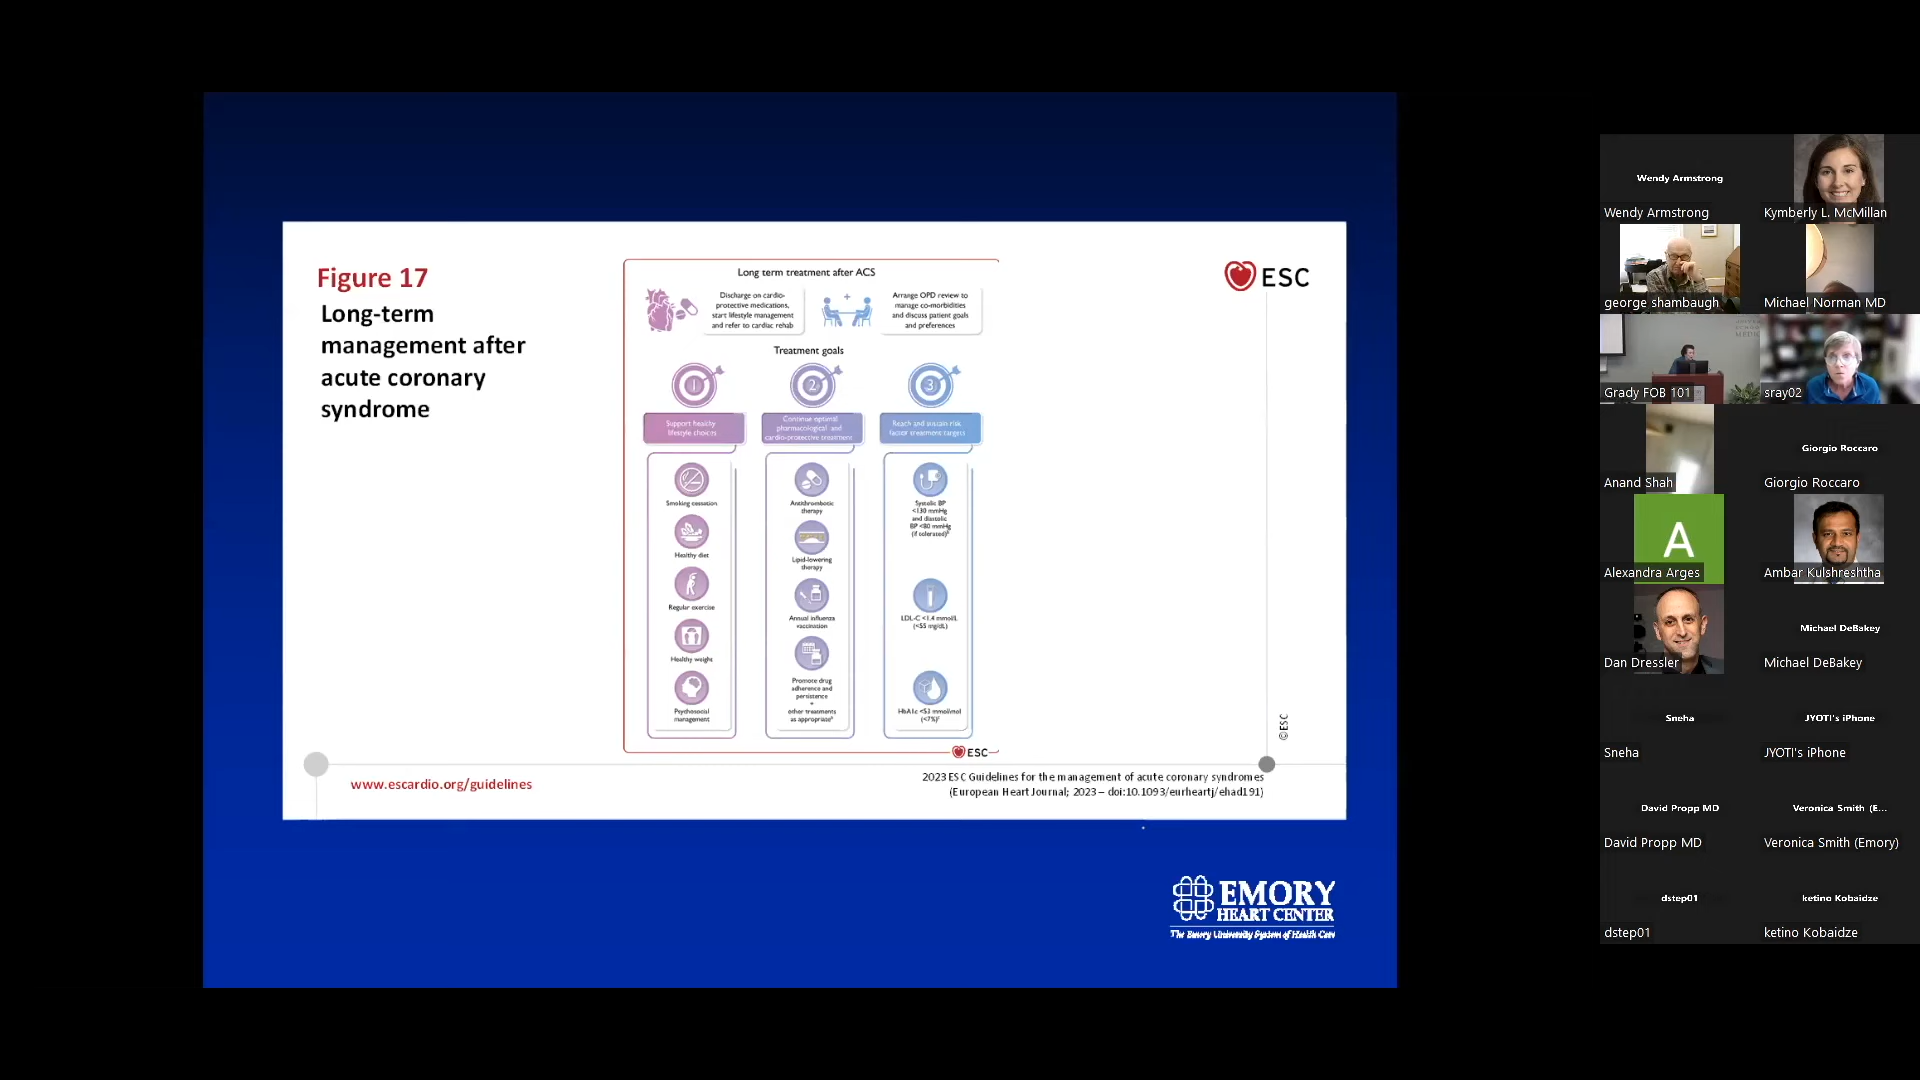 Figure 17
Long-term
management after
acute coronary
syndrome
Long term treatment after ACS
Discharge on cardio-
protective medications,
start lifestyle management
and refer to cardiac rehab
+
Arrange OPD review to
manage co-morbidities
and discuss patient goals
and preferences
Treatment goals
1
2
3
Support healthy
lifestyle choices
Continue optimal
pharmacological and
cardio-protective treatment
Reach and sustain risk
factor treatment targets
Smoking cessation
Healthy diet
Regular exercise
Healthy weight
Psychosocial
management
Antithrombotic
therapy
Lipid-lowering
therapy
Annual influenza
vaccination
Promote drug
adherence and
persistence
+
other treatments
as appropriate
Systolic BP
<130 mmHg
and diastolic
BP <80 mmHg
(if tolerated)
LDL-C <1.4 mmol/L
(<55 mg/dL)
HbA1c <53 mmol/mol
(<7%)
ESC
ESC
©ESC
www.escardio.org/guidelines
2023 ESC Guidelines for the management of acute coronary syndromes
(European Heart Journal; 2023 – doi:10.1093/eurheartj/ehad191)
EMORY
HEART CENTER
The Emory University System of Health Care
Wendy Armstrong
Wendy Armstrong
Kymberly L. McMillan
george shambaugh
Michael Norman MD
Grady FOB 101
sray02
Anand Shah
Giorgio Roccaro
Giorgio Roccaro
A
Alexandra Arges
Ambar Kulshreshtha
Dan Dressler
Michael DeBakey
Michael DeBakey
Sneha
Sneha
JYOTI's iPhone
JYOTI's iPhone
David Propp MD
David Propp MD
Veronica Smith (E...
Veronica Smith (Emory)
dstep01
dstep01
ketino Kobaidze
ketino Kobaidze